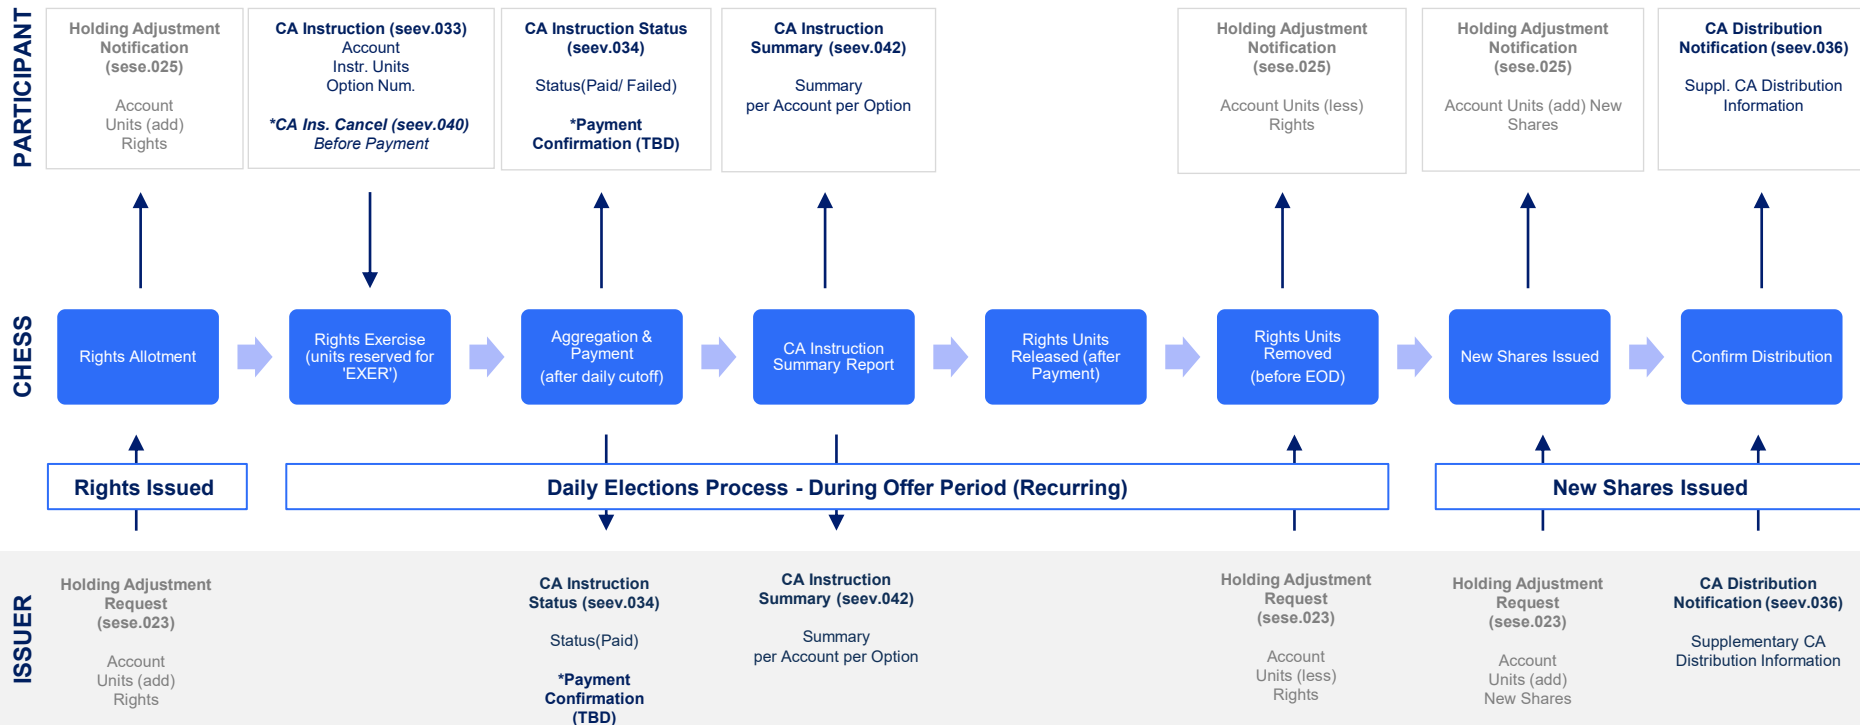 PARTICIPANT
Holding Adjustment
Notification
(sese.025)
Account
Units (add)
Rights
CA Instruction (seev.033)
Account
Instr. Units
Option Num.
*CA Ins. Cancel (seev.040)
Before Payment
CA Instruction Status
(seev.034)
Status(Paid/ Failed)
*Payment
Confirmation (TBD)
CA Instruction
Summary (seev.042)
Summary
per Account per Option
Holding Adjustment
Notification
(sese.025)
Account Units (less)
Rights
Holding Adjustment
Notification
(sese.025)
Account Units (add) New
Shares
CA Distribution
Notification (seev.036)
Suppl. CA Distribution
Information
CHESS
Rights Allotment
Rights Exercise
(units reserved for
'EXER')
Aggregation &
Payment
(after daily cutoff)
CA Instruction
Summary Report
Rights Units
Released (after
Payment)
Rights Units
Removed
(before EOD)
New Shares Issued
Confirm Distribution
Rights Issued
Daily Elections Process - During Offer Period (Recurring)
New Shares Issued
ISSUER
Holding Adjustment
Request
(sese.023)
Account
Units (add)
Rights
CA Instruction
Status (seev.034)
Status(Paid)
*Payment
Confirmation
(TBD)
CA Instruction
Summary (seev.042)
Summary
per Account per Option
Holding Adjustment
Request
(sese.023)
Account
Units (less)
Rights
Holding Adjustment
Request
(sese.023)
Account
Units (add)
New Shares
CA Distribution
Notification (seev.036)
Supplementary CA
Distribution Information